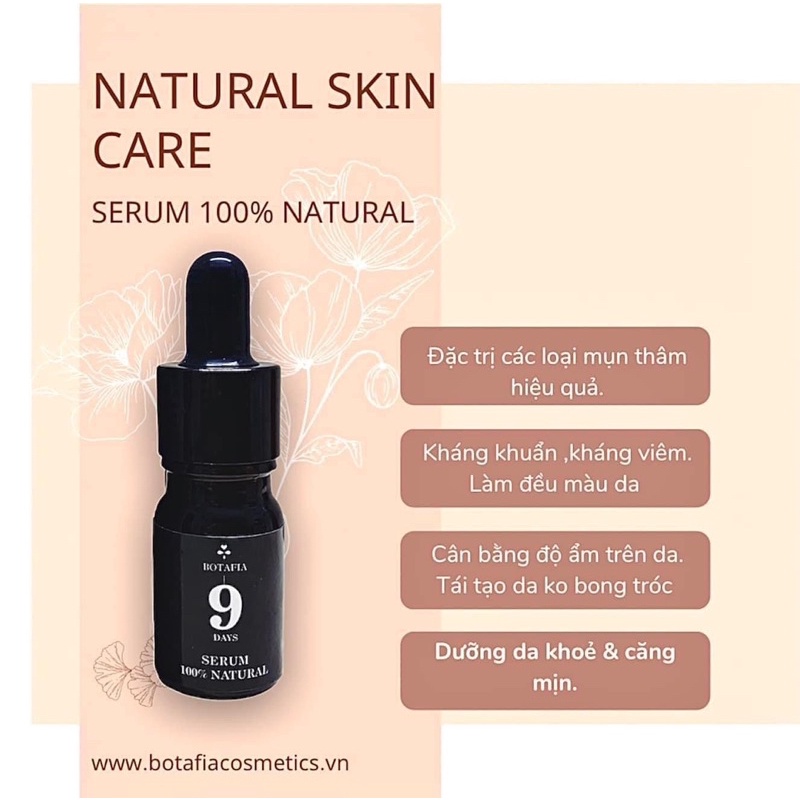 NATURAL SKIN
CARE
SERUM 100% NATURAL
Đặc trị các loại mụn thâm
hiệu quả.
Kháng khuẩn ,kháng viêm.
Làm đều màu da
Cân bằng độ ẩm trên da.
Tái tạo da ko bong tróc
Dưỡng da khoẻ & căng
mịn.
BOTAFIA
9
DAYS
SERUM
100% NATURAL
www.botafiacosmetics.vn